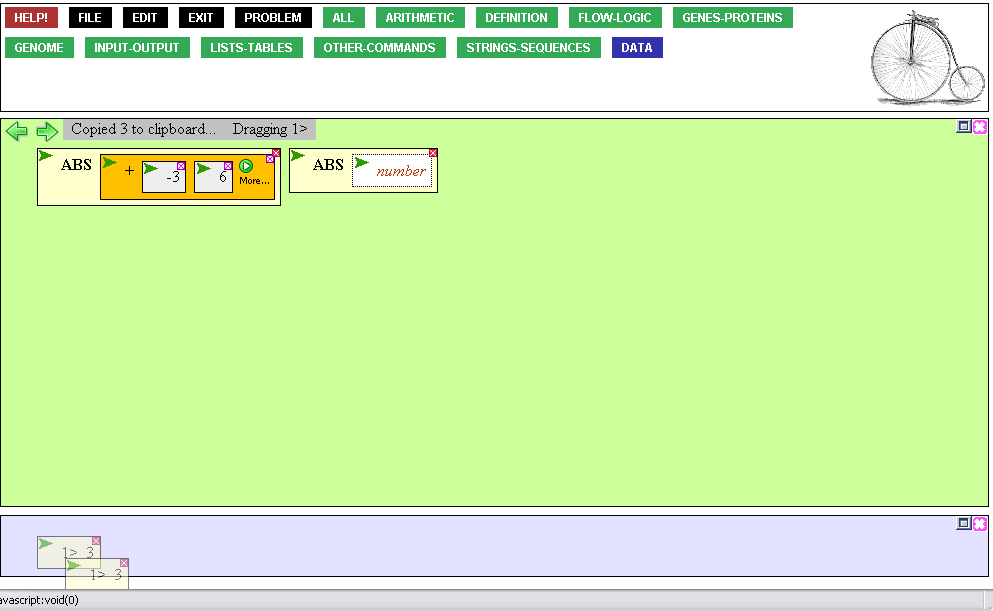 HELP! FILE EDIT EXIT PROBLEM ALL ARITHMETIC DEFINITION FLOW-LOGIC GENES-PROTEINS
GENOME INPUT-OUTPUT LISTS-TABLES OTHER-COMMANDS STRINGS-SEQUENCES DATA
Copied 3 to clipboard... Dragging 1>
ABS + -3 6 More... ABS number
1> 3
1> 3
avascript:void(0)